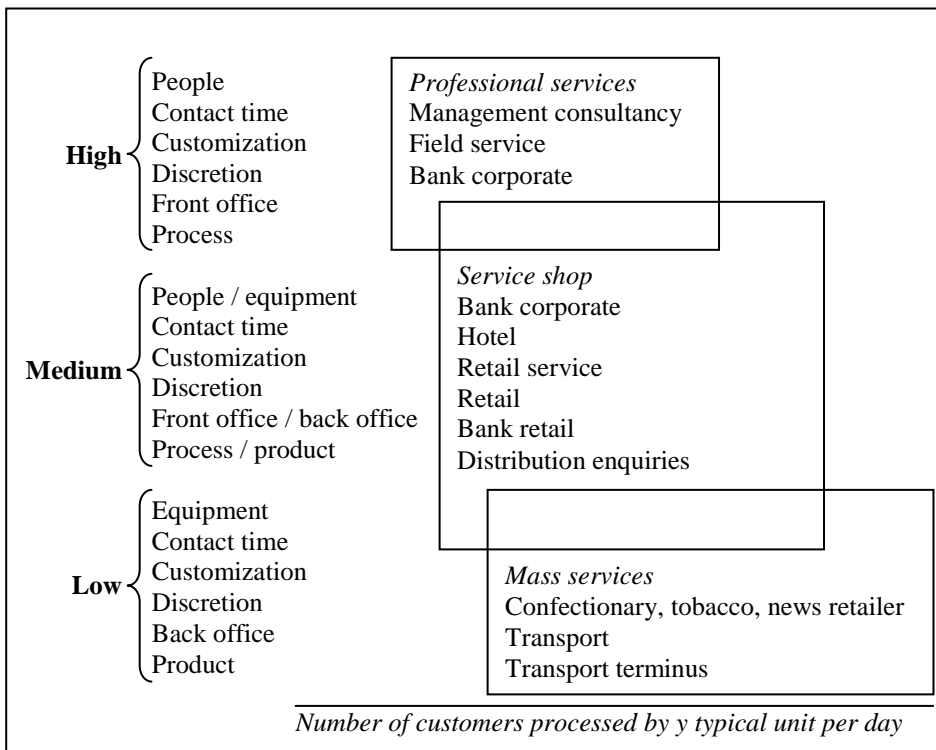 High
People
Contact time
Customization
Discretion
Front office
Process
Medium
People / equipment
Contact time
Customization
Discretion
Front office / back office
Process / product
Low
Equipment
Contact time
Customization
Discretion
Back office
Product
Professional services
Management consultancy
Field service
Bank corporate
Service shop
Bank corporate
Hotel
Retail service
Retail
Bank retail
Distribution enquiries
Mass services
Confectionary, tobacco, news retailer
Transport
Transport terminus
Number of customers processed by y typical unit per day